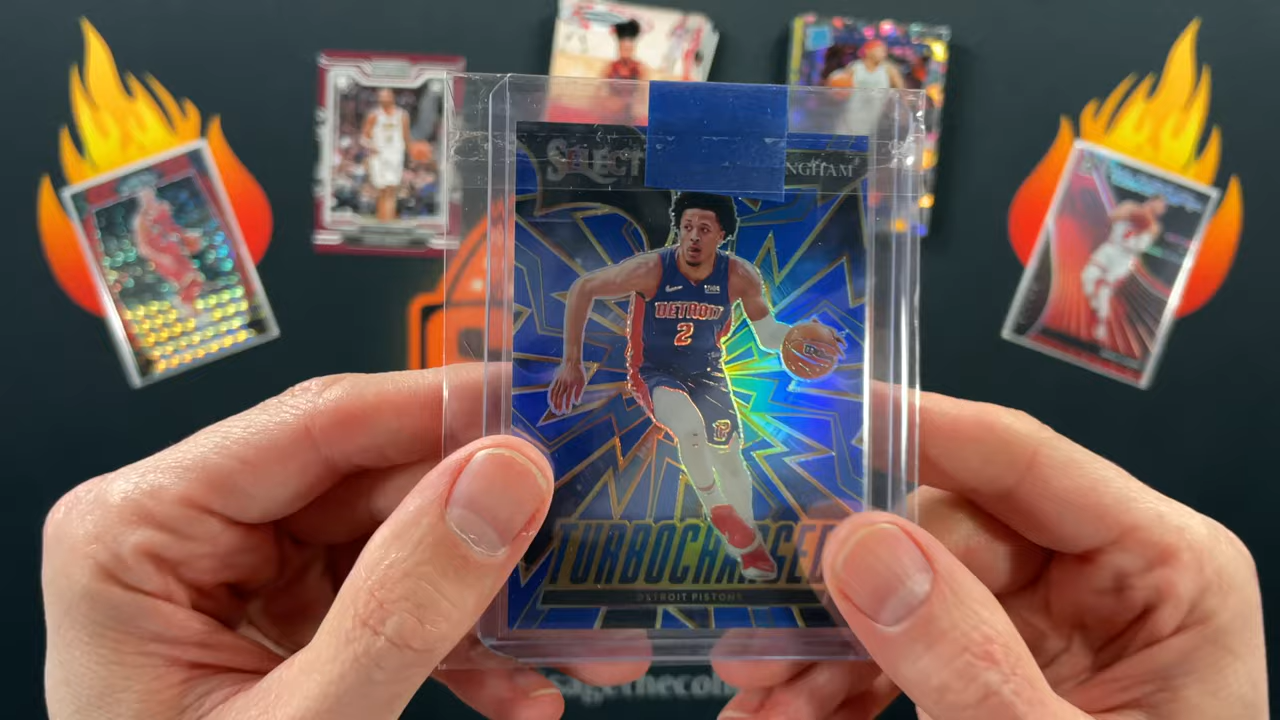 SELECT
NGHAM
DETROIT
2
TURBOCHARGED
DETROIT PISTONS